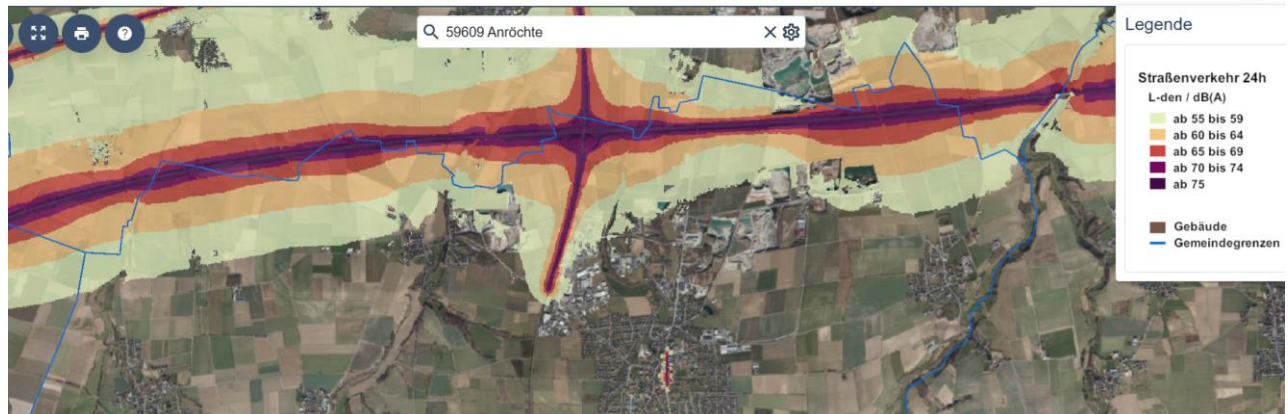 ?
59609 Anröchte
Legende
Straßenverkehr 24h
L-den / dB(A)
ab 55 bis 59
ab 60 bis 64
ab 65 bis 69
ab 70 bis 74
ab 75
Gebäude
Gemeindegrenzen